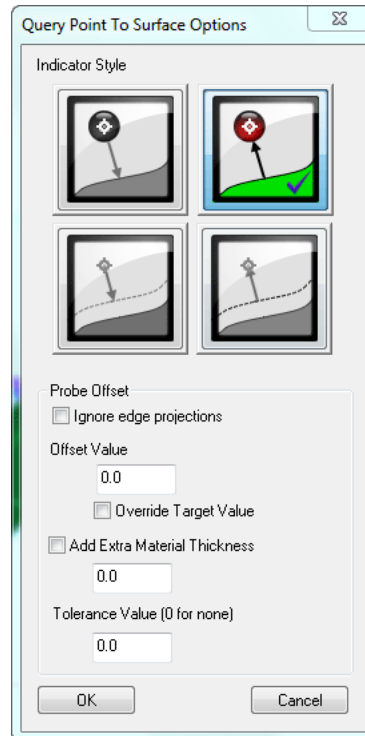 Query Point To Surface Options
Indicator Style
Probe Offset
Ignore edge projections
Offset Value
0.0
Override Target Value
Add Extra Material Thickness
0.0
Tolerance Value (0 for none)
0.0
OK Cancel